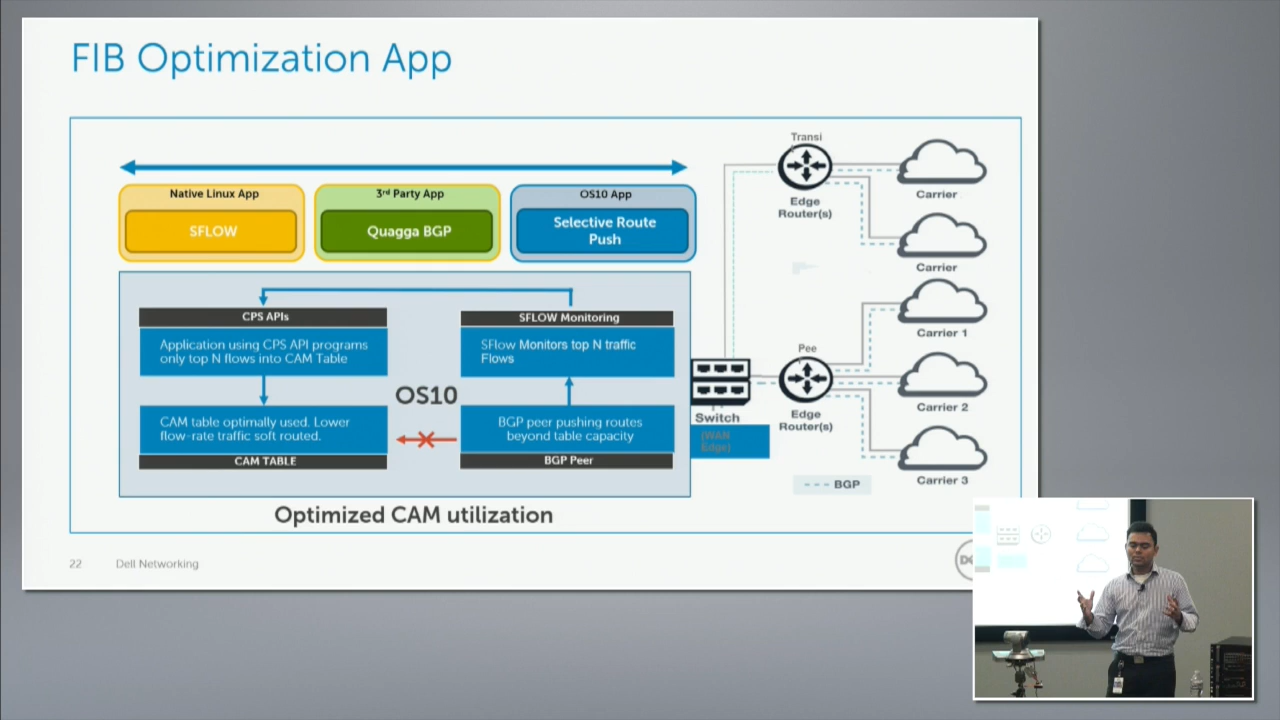 FIB Optimization App
Native Linux App
SFLOW
3rd Party App
Quagga BGP
OS10 App
Selective Route
Push
CPS APIs
Application using CPS API programs
only top N flows into CAM Table
SFLOW Monitoring
SFlow Monitors top N traffic
Flows
OS10
CAM table optimally used. Lower
flow-rate traffic soft routed.
CAM TABLE
BGP peer pushing routes
beyond table capacity
BGP Peer
Optimized CAM utilization
Transi
Edge
Router(s)
Carrier
Carrier
Carrier 1
Pee
Edge
Router(s)
Carrier 2
Carrier 3
Switch
(WAN
Edge)
BGP
22
Dell Networking